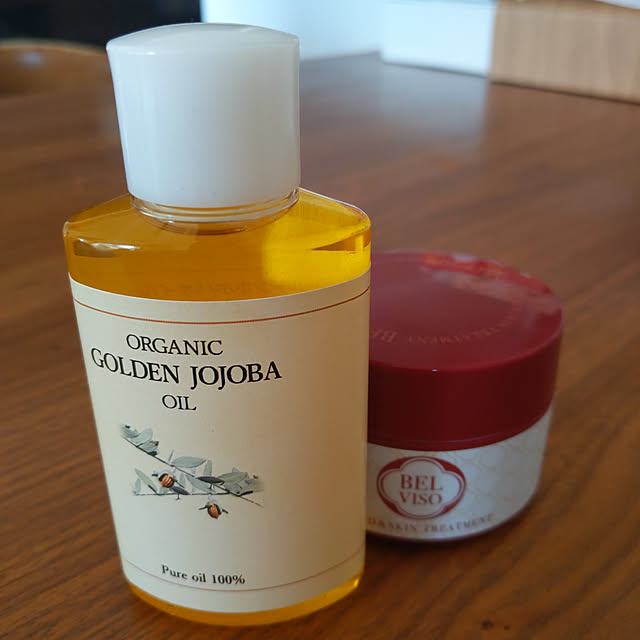 ORGANIC
GOLDEN JOJOBA
OIL
Pure oil 100%
BEL
VISO
& SKIN TREATMENT